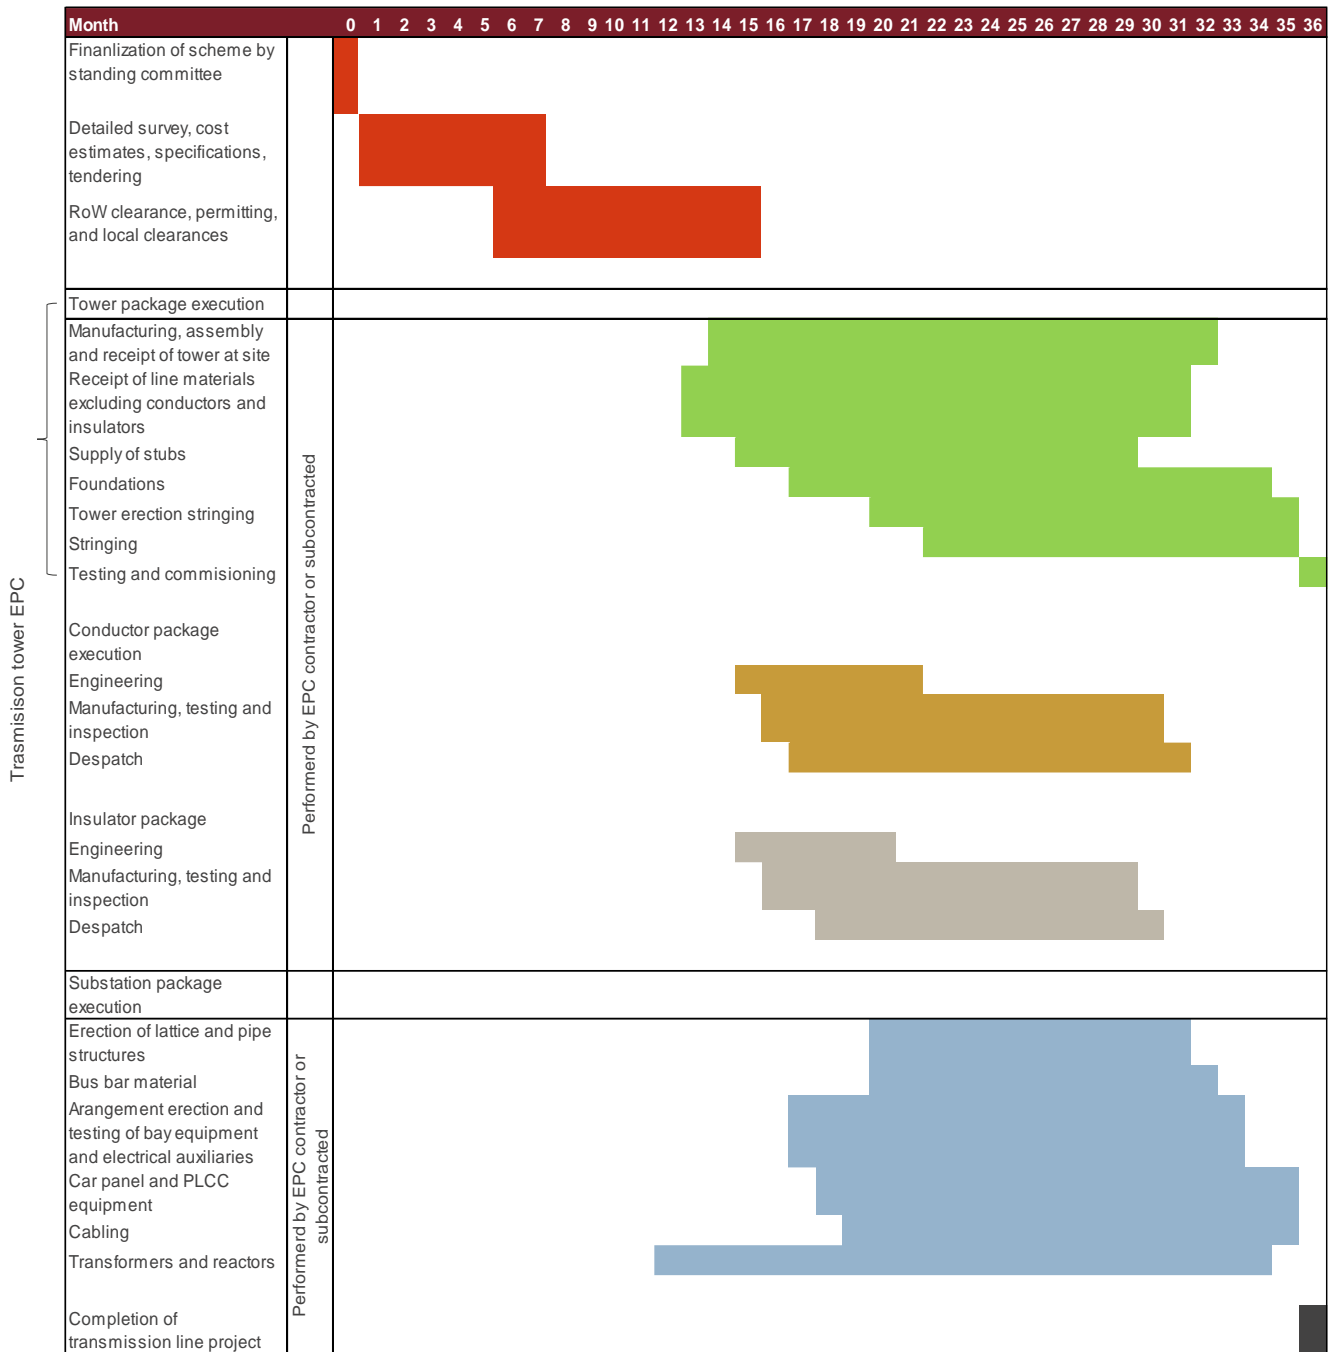 Month 0 1 2 3 4 5 6 7 8 9 10 11 12 13 14 15 16 17 18 19 20 21 22 23 24 25 26 27 28 29 30 31 32 33 34 35 36
Finanlization of scheme by
standing committee
Detailed survey, cost
estimates, specifications,
tendering
RoW clearance, permitting,
and local clearances
Trasmisison tower EPC
Tower package execution
Performerd by EPC contractor or subcontracted
Manufacturing, assembly
and receipt of tower at site
Receipt of line materials
excluding conductors and
insulators
Supply of stubs
Foundations
Tower erection stringing
Stringing
Testing and commisioning
Conductor package
execution
Engineering
Manufacturing, testing and
inspection
Despatch
Insulator package
Engineering
Manufacturing, testing and
inspection
Despatch
Substation package
execution
Performerd by EPC contractor or
subcontracted
Erection of lattice and pipe
structures
Bus bar material
Arangement erection and
testing of bay equipment
and electrical auxiliaries
Car panel and PLCC
equipment
Cabling
Transformers and reactors
Completion of
transmission line project